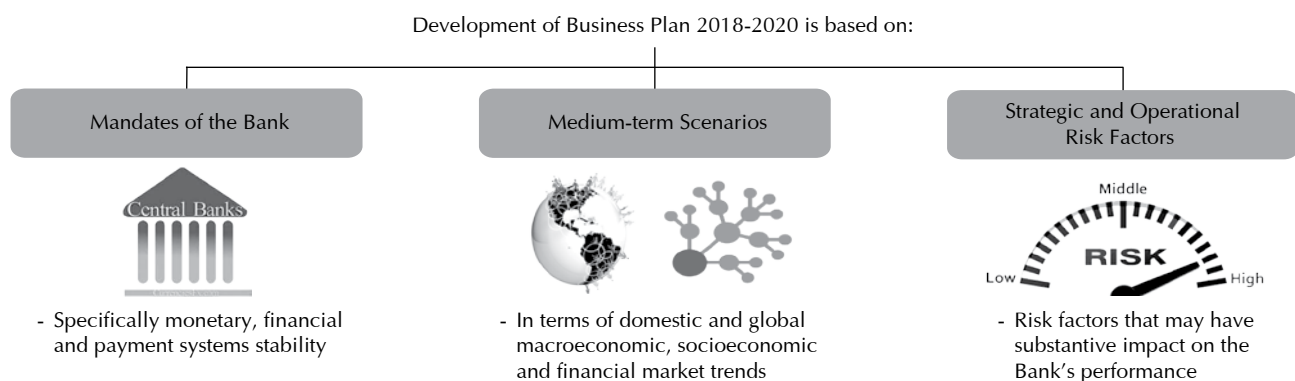 Development of Business Plan 2018-2020 is based on:
Mandates of the Bank
Medium-term Scenarios
Strategic and Operational
Risk Factors
Central Banks
Middle
RISK
Low
High
- Specifically monetary, financial
and payment systems stability
- In terms of domestic and global
macroeconomic, socioeconomic
and financial market trends
- Risk factors that may have
substantive impact on the
Bank's performance